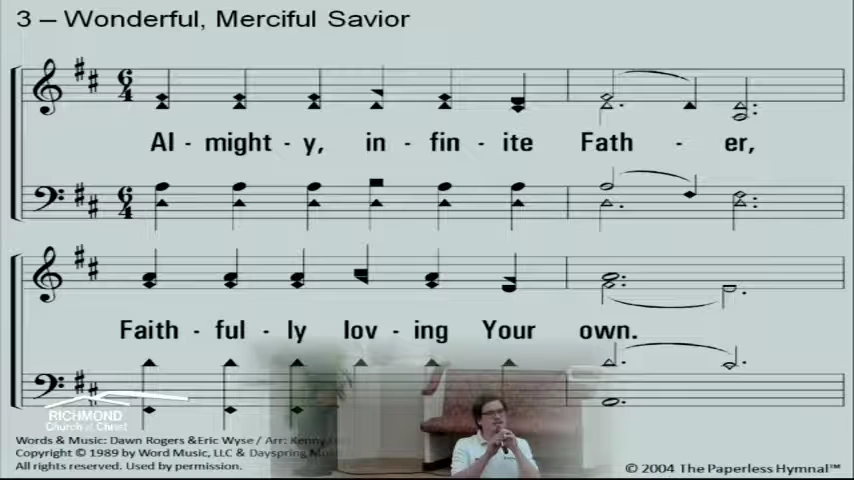 3 – Wonderful, Merciful Savior
6
4
Al - might - y, in - fin - ite Fath - er,
6
4
Faith - ful - ly lov - ing Your own.
RICHMOND
Church of Christ
Words & Music: Dawn Rogers &Eric Wyse / Arr:
Copyright © 1989 by Word Music, LLC & Dayspring
All rights reserved. Used by permission.
© 2004 The Paperless Hymnal™